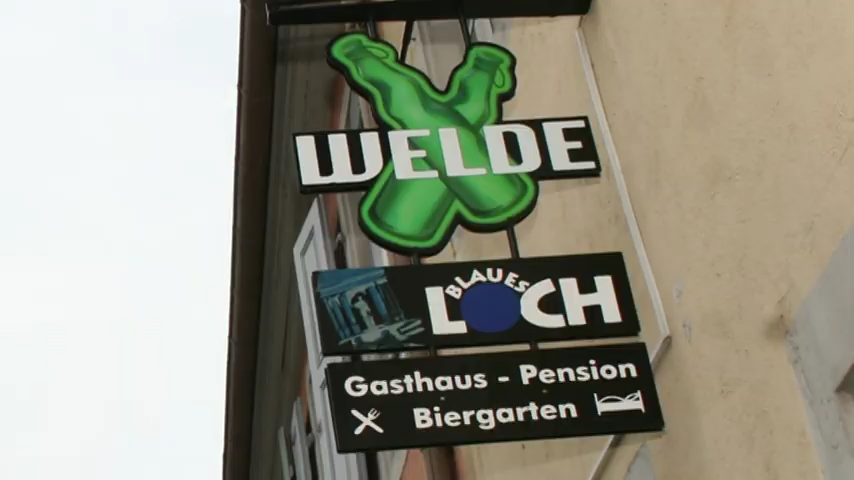 WELDE
BLAUES
LOCH
Gasthaus - Pension
Biergarten